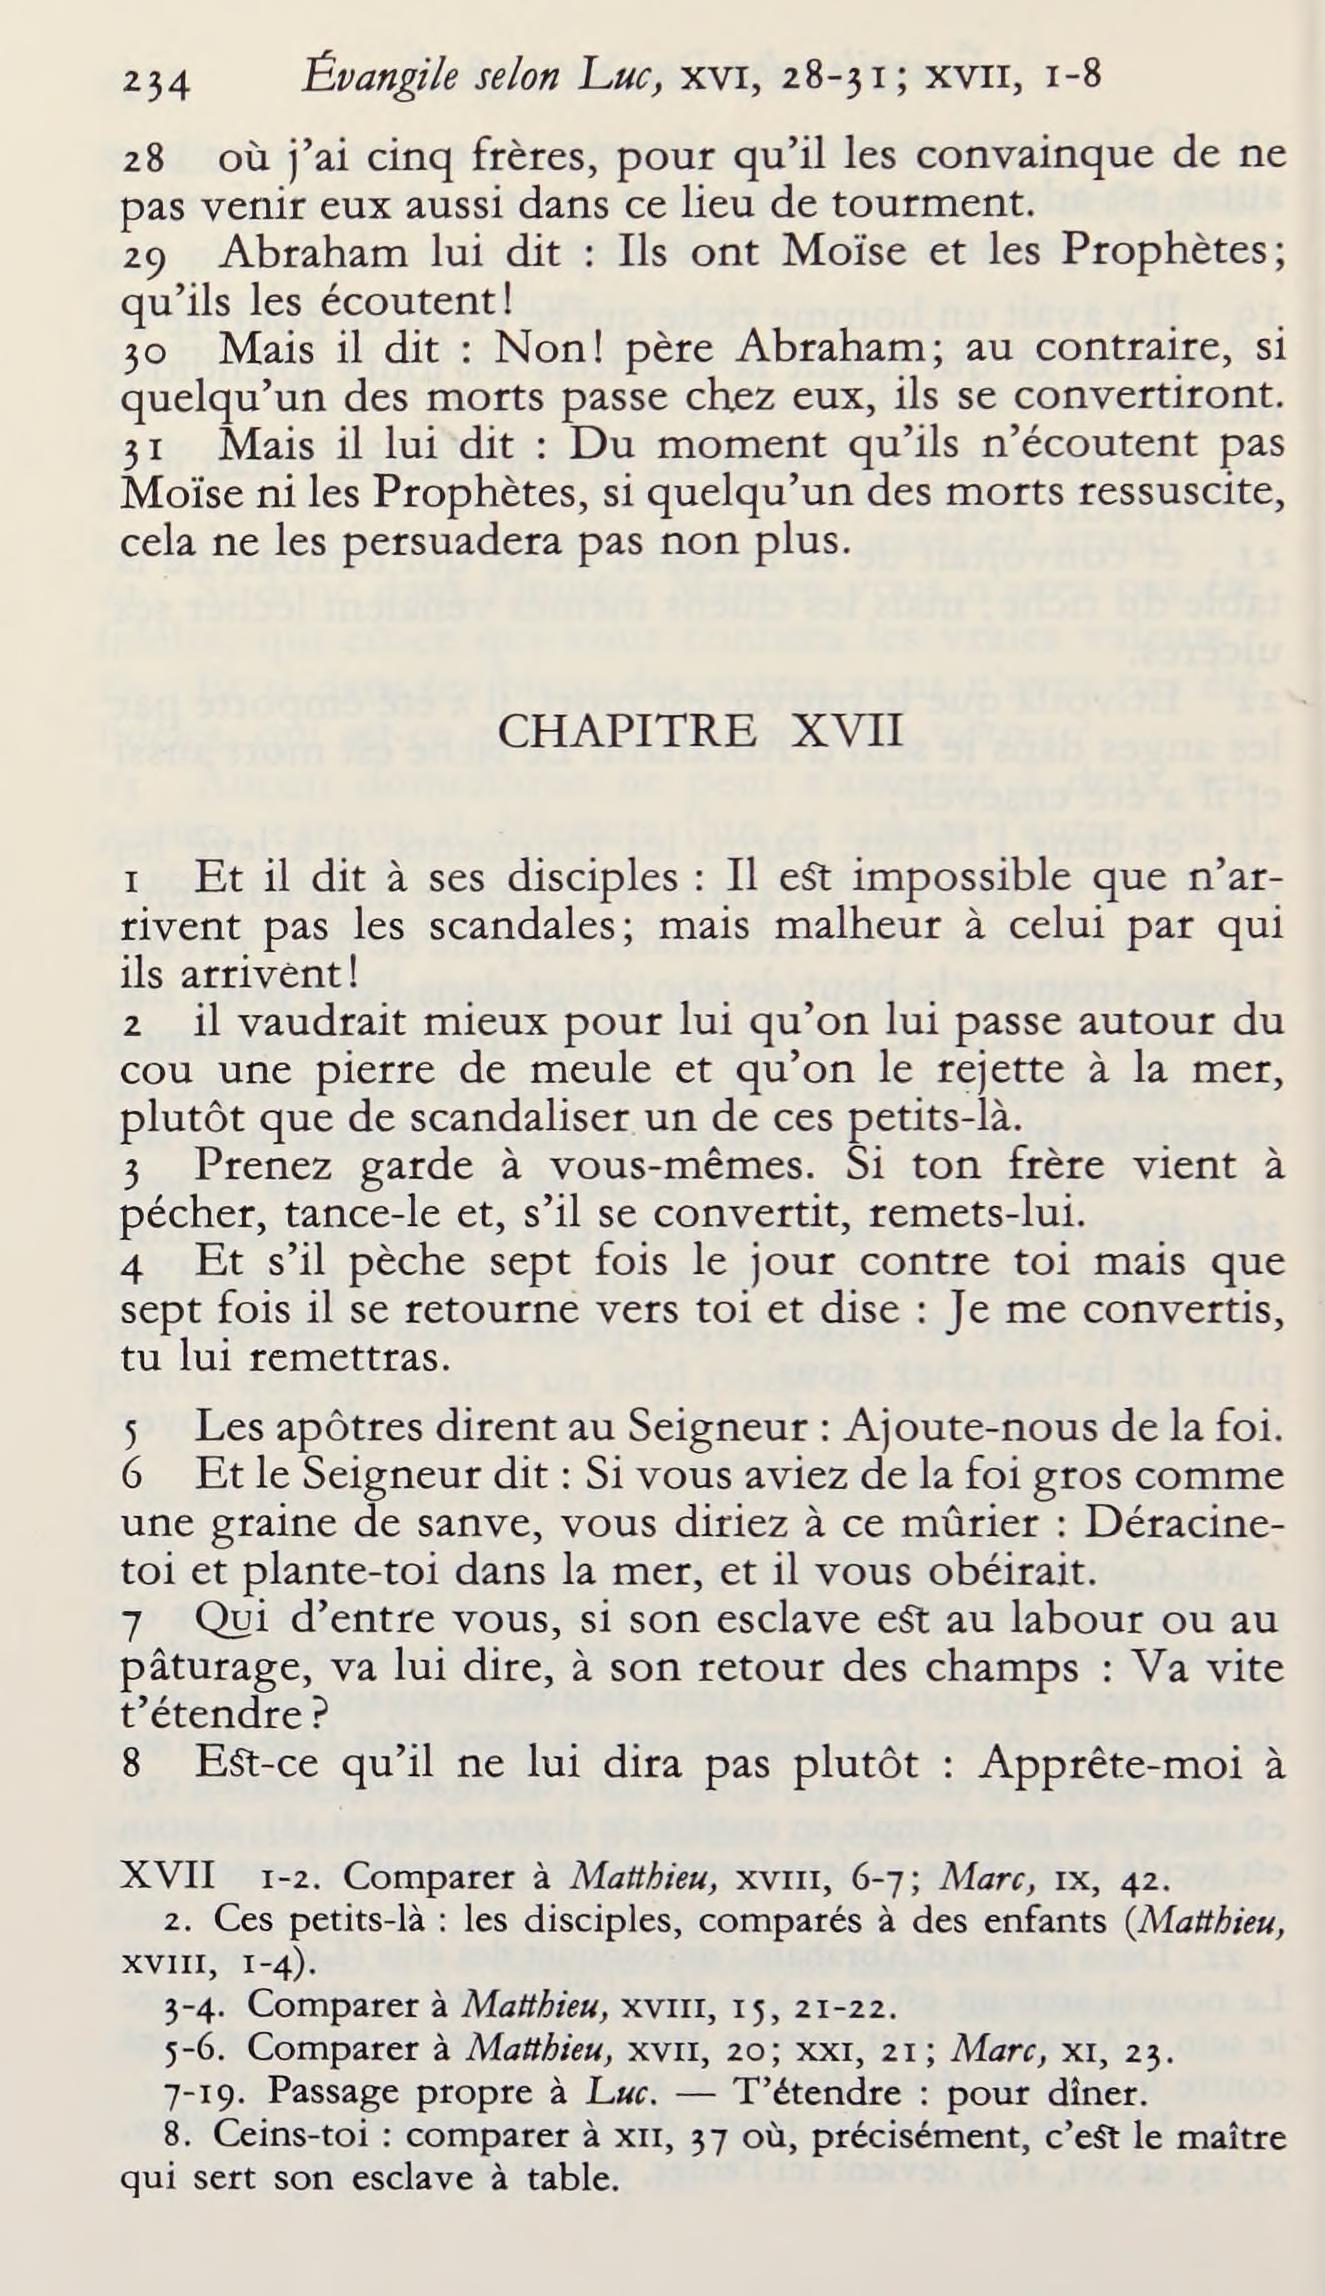 234 Évangile selon Luc, XVI, 28-31; XVII, 1-8
28 où j’ai cinq frères, pour qu’il les convainque de ne
pas venir eux aussi dans ce lieu de tourment.
29 Abraham lui dit : Ils ont Moïse et les Prophètes;
qu’ils les écoutent!
30 Mais il dit : Non! père Abraham; au contraire, si
quelqu’un des morts passe chez eux, ils se convertiront.
31 Mais il lui dit : Du moment qu’ils n’écoutent pas
Moïse ni les Prophètes, si quelqu’un des morts ressuscite,
cela ne les persuadera pas non plus.
CHAPITRE XVII
1 Et il dit à ses disciples : Il est impossible que n’ar-
rivent pas les scandales; mais malheur à celui par qui
ils arrivent!
2 il vaudrait mieux pour lui qu’on lui passe autour du
cou une pierre de meule et qu’on le rejette à la mer,
plutôt que de scandaliser un de ces petits-là.
3 Prenez garde à vous-mêmes. Si ton frère vient à
pécher, tance-le et, s’il se convertit, remets-lui.
4 Et s’il pèche sept fois le jour contre toi mais que
sept fois il se retourne vers toi et dise : Je me convertis,
tu lui remettras.
5 Les apôtres dirent au Seigneur : Ajoute-nous de la foi.
6 Et le Seigneur dit : Si vous aviez de la foi gros comme
une graine de sanve, vous diriez à ce mûrier : Déracine-
toi et plante-toi dans la mer, et il vous obéirait.
7 Qui d’entre vous, si son esclave est au labour ou au
pâturage, va lui dire, à son retour des champs : Va vite
t’étendre?
8 Est-ce qu’il ne lui dira pas plutôt : Apprête-moi à
XVII 1-2. Comparer à Matthieu, XVIII, 6-7; Marc, IX, 42.
2. Ces petits-là : les disciples, comparés à des enfants (Matthieu,
XVIII, 1-4).
3-4. Comparer à Matthieu, XVIII, 15, 21-22.
5-6. Comparer à Matthieu, XVII, 20; XXI, 21; Marc, XI, 23.
7-19. Passage propre à Luc. — T’étendre : pour dîner.
8. Ceins-toi : comparer à XII, 37 où, précisément, c’est le maître
qui sert son esclave à table.